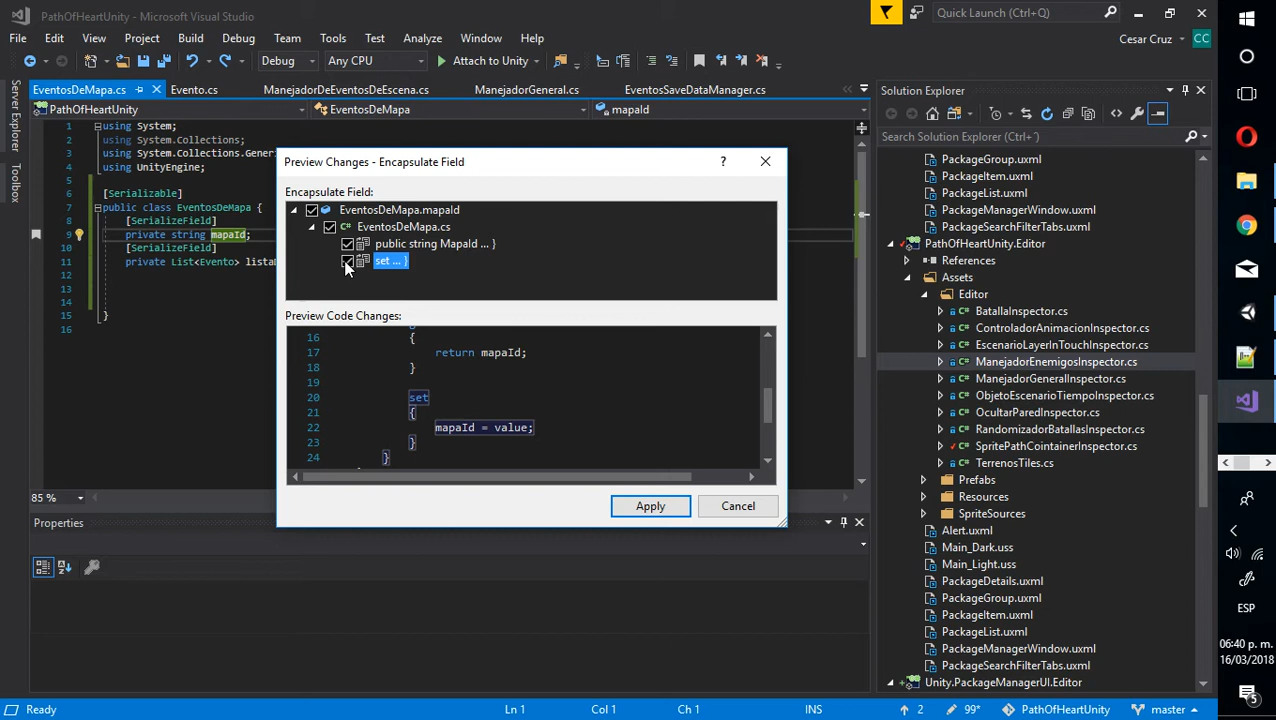 PathOfHeartUnity - Microsoft Visual Studio
Quick Launch (Ctrl+Q)
File Edit View Project Build Debug Team Tools Test Analyze Window Help
Cesar Cruz CC
Debug Any CPU Attach to Unity
EventosDeMapa.cs Evento.cs ManejadorDeEventosDeEscena.cs ManejadorGeneral.cs EventosSaveDataManager.cs
PathOfHeartUnity EventosDeMapa mapaId
Server Explorer
Toolbox
1 using System;
2 using System.Collections;
3 using System.Collections.Generi
4 using UnityEngine;
5
6 [Serializable]
7 public class EventosDeMapa {
8 [SerializeField]
9 private string mapaId;
10 [SerializeField]
11 private List<Evento> lista
12
13
14
15 }
16
85 %
Preview Changes - Encapsulate Field
?
Encapsulate Field:
EventosDeMapa.mapaId
C# EventosDeMapa.cs
public string MapaId ... }
set ... }
Preview Code Changes:
16 {
17 return mapaId;
18 }
19
20 set
21 {
22 mapaId = value;
23 }
24 }
Apply Cancel
Properties
Solution Explorer
Search Solution Explorer (Ctrl+´)
PackageGroup.uxml
PackageItem.uxml
PackageList.uxml
PackageManagerWindow.uxml
PathOfHeartUnity.Editor
References
Assets
Editor
C# BatallaInspector.cs
C# ControladorAnimacionInspector.cs
C# EscenarioLayerInTouchInspector.cs
C# ManejadorEnemigosInspector.cs
C# ManejadorGeneralInspector.cs
C# ObjetoEscenarioTiempoInspector.cs
C# OcultarParedInspector.cs
C# RandomizadorBatallasInspector.cs
C# SpritePathCointainerInspector.cs
C# TerrenosTiles.cs
Prefabs
Resources
SpriteSources
Alert.uxml
Main_Dark.uss
Main_Light.uss
PackageDetails.uxml
PackageGroup.uxml
PackageItem.uxml
PackageList.uxml
PackageManagerWindow.uxml
PackageSearchFilterTabs.uxml
Unity.PackageManagerUI.Editor
Ready Ln 1 Col 1 Ch 1 INS 2 99* PathOfHeartUnity master
ESP
06:40 p. m.
16/03/2018
5